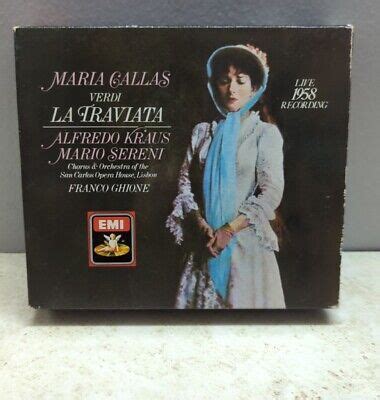 MARIA CALLAS
VERDI
LA TRAVIATA
ALFREDO KRAUS
MARIO SERENI
Chorus & Orchestra of the
San Carlos Opera House, Lisbon
FRANCO GHIONE
LIVE
1958
RECORDING
EMI